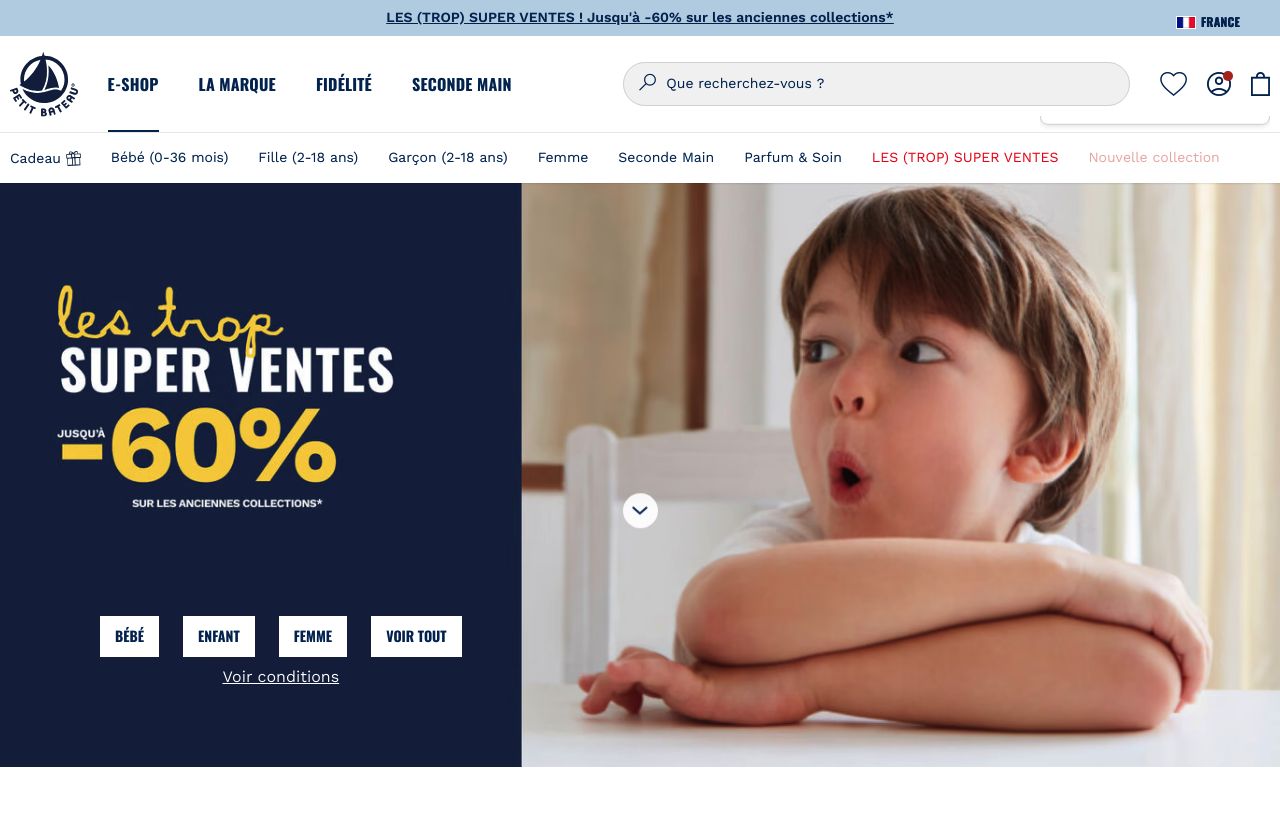 LES (TROP) SUPER VENTES ! Jusqu'à -60% sur les anciennes collections*
FRANCE
PETIT BATEAU
E-SHOP
LA MARQUE
FIDÉLITÉ
SECONDE MAIN
Que recherchez-vous ?
Cadeau
Bébé (0-36 mois)
Fille (2-18 ans)
Garçon (2-18 ans)
Femme
Seconde Main
Parfum & Soin
LES (TROP) SUPER VENTES
Nouvelle collection
les trop
SUPER VENTES
JUSQU'À
-60%
SUR LES ANCIENNES COLLECTIONS*
BÉBÉ
ENFANT
FEMME
VOIR TOUT
Voir conditions